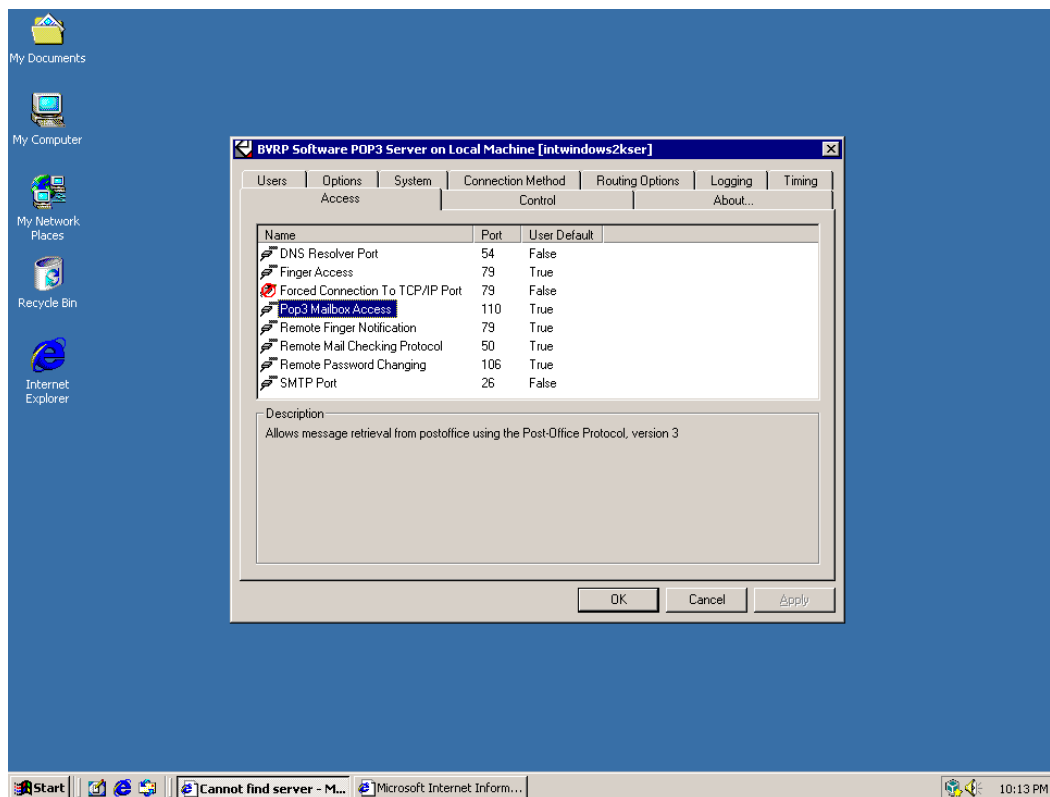 My Documents
My Computer
My Network
Places
Recycle Bin
Internet
Explorer
BVRP Software POP3 Server on Local Machine [intwindows2kser]
Users Options System Connection Method Routing Options Logging Timing
Access Control About...
Name Port User Default
DNS Resolver Port 54 False
Finger Access 79 True
Forced Connection To TCP/IP Port 79 False
Pop3 Mailbox Access 110 True
Remote Finger Notification 79 True
Remote Mail Checking Protocol 50 True
Remote Password Changing 106 True
SMTP Port 26 False
Description
Allows message retrieval from postoffice using the Post-Office Protocol, version 3
OK Cancel Apply
Start Cannot find server - M... Microsoft Internet Inform... 10:13 PM